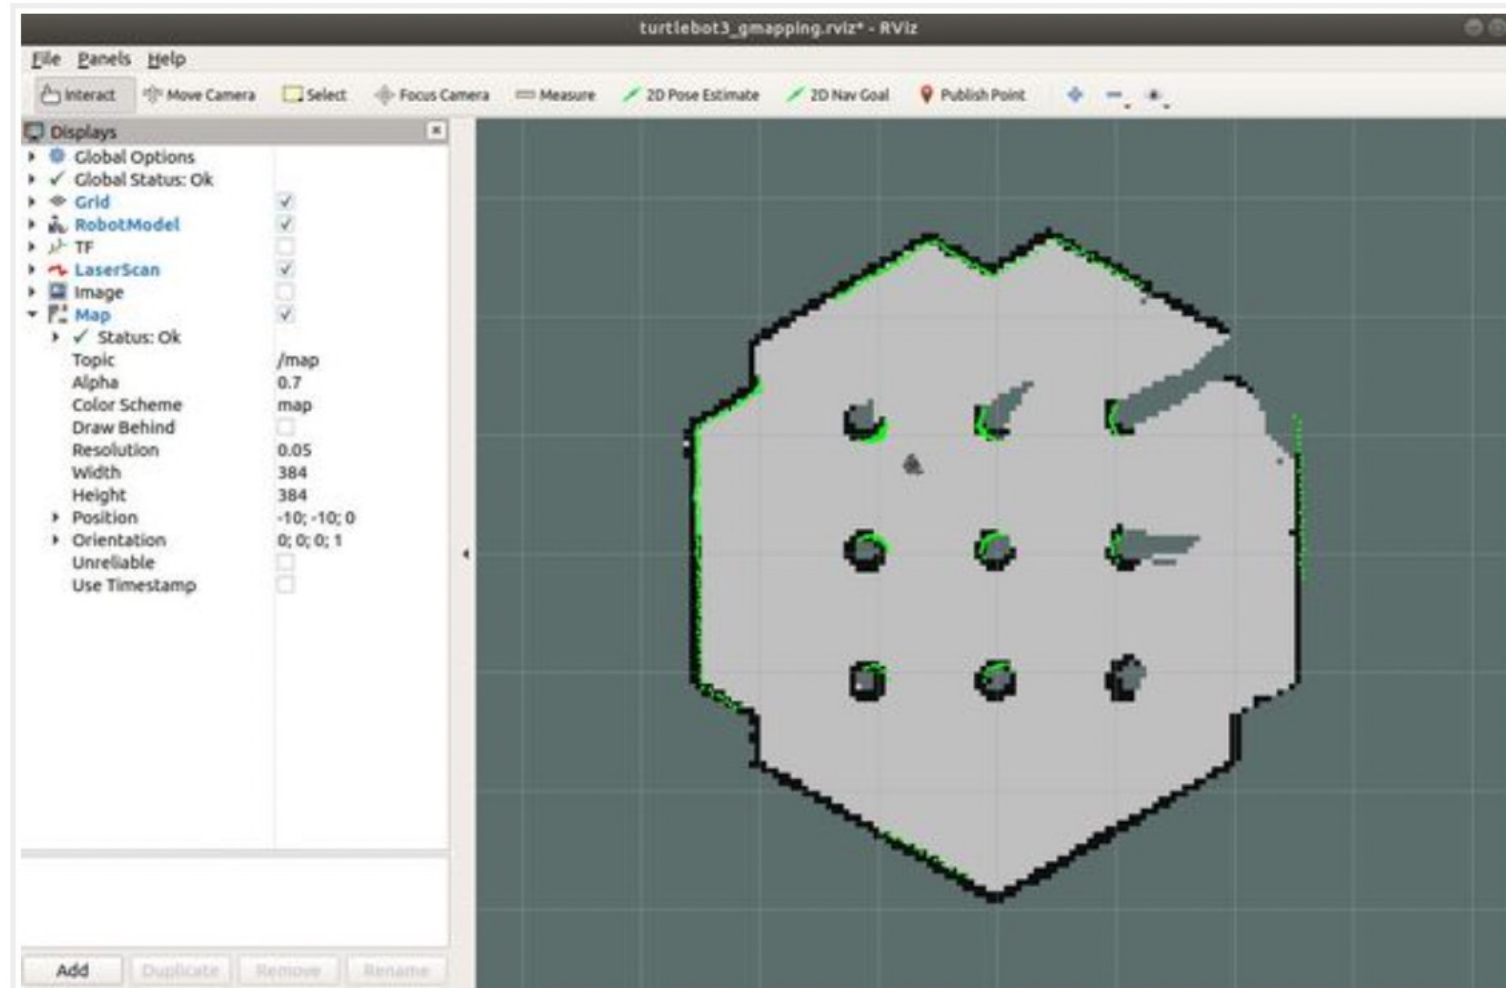 turtlebot3_gmapping.rviz* - RViz
File Panels Help
Interact Move Camera Select Focus Camera Measure 2D Pose Estimate 2D Nav Goal Publish Point
Displays
Global Options
Global Status: Ok
Grid
RobotModel
TF
LaserScan
Image
Map
Status: Ok
Topic /map
Alpha 0.7
Color Scheme map
Draw Behind
Resolution 0.05
Width 384
Height 384
Position -10; -10; 0
Orientation 0; 0; 0; 1
Unreliable
Use Timestamp
Add Duplicate Remove Rename